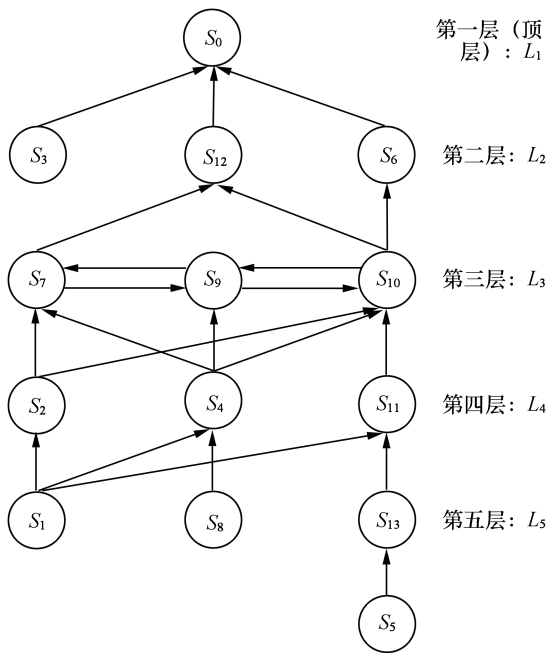 S₀
第一层（顶
层）：L₁
S₃ S₁₂ S₆ 第二层：L₂
S₇ S₉ S₁₀ 第三层：L₃
S₂ S₄ S₁₁ 第四层：L₄
S₁ S₈ S₁₃ 第五层：L₅
S₅